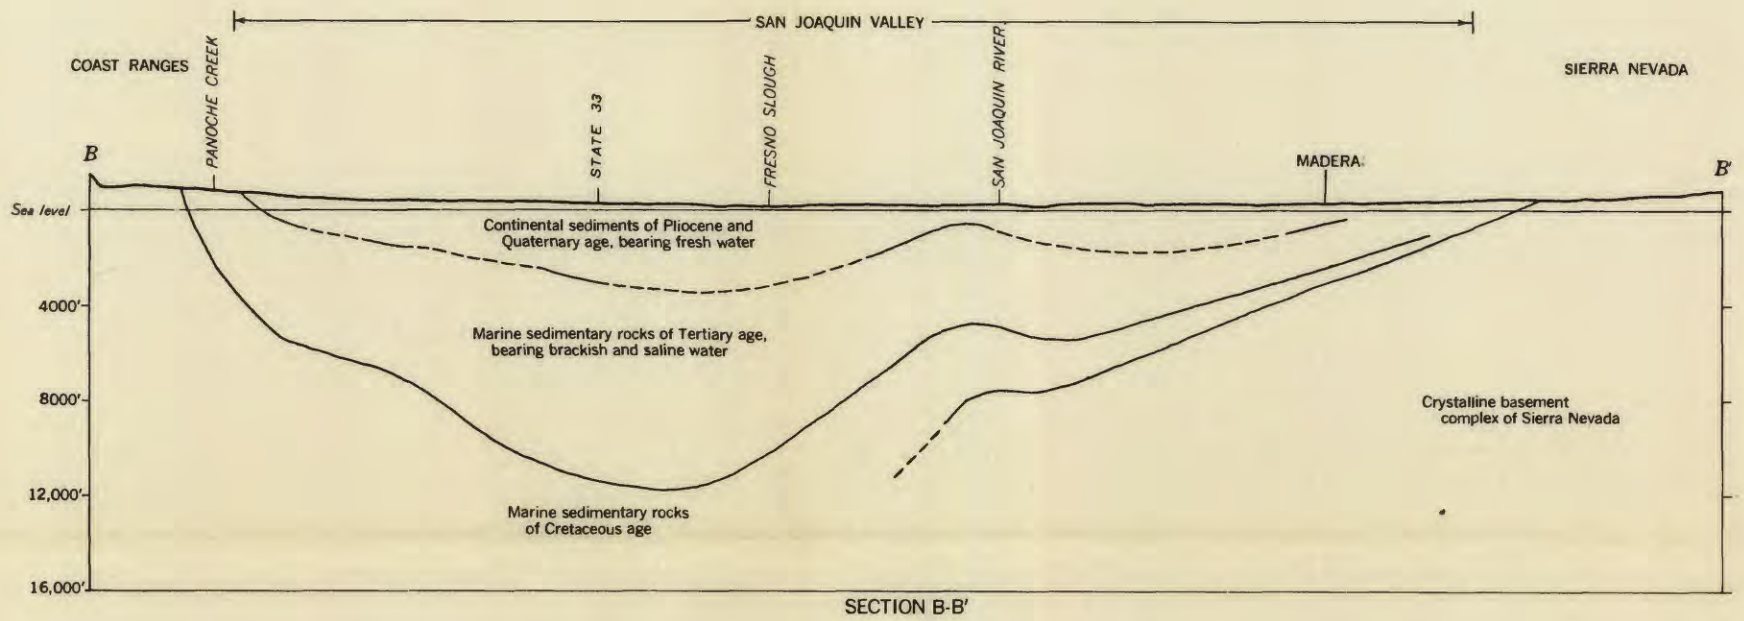 SAN JOAQUIN VALLEY
COAST RANGES
PANOCHE CREEK
STATE 33
FRESNO SLOUGH
SAN JOAQUIN RIVER
SIERRA NEVADA
B
MADERA
B'
Sea level
Continental sediments of Pliocene and
Quaternary age, bearing fresh water
4000'
Marine sedimentary rocks of Tertiary age,
bearing brackish and saline water
8000'
Crystalline basement
complex of Sierra Nevada
12,000'
Marine sedimentary rocks
of Cretaceous age
16,000'
SECTION B-B'